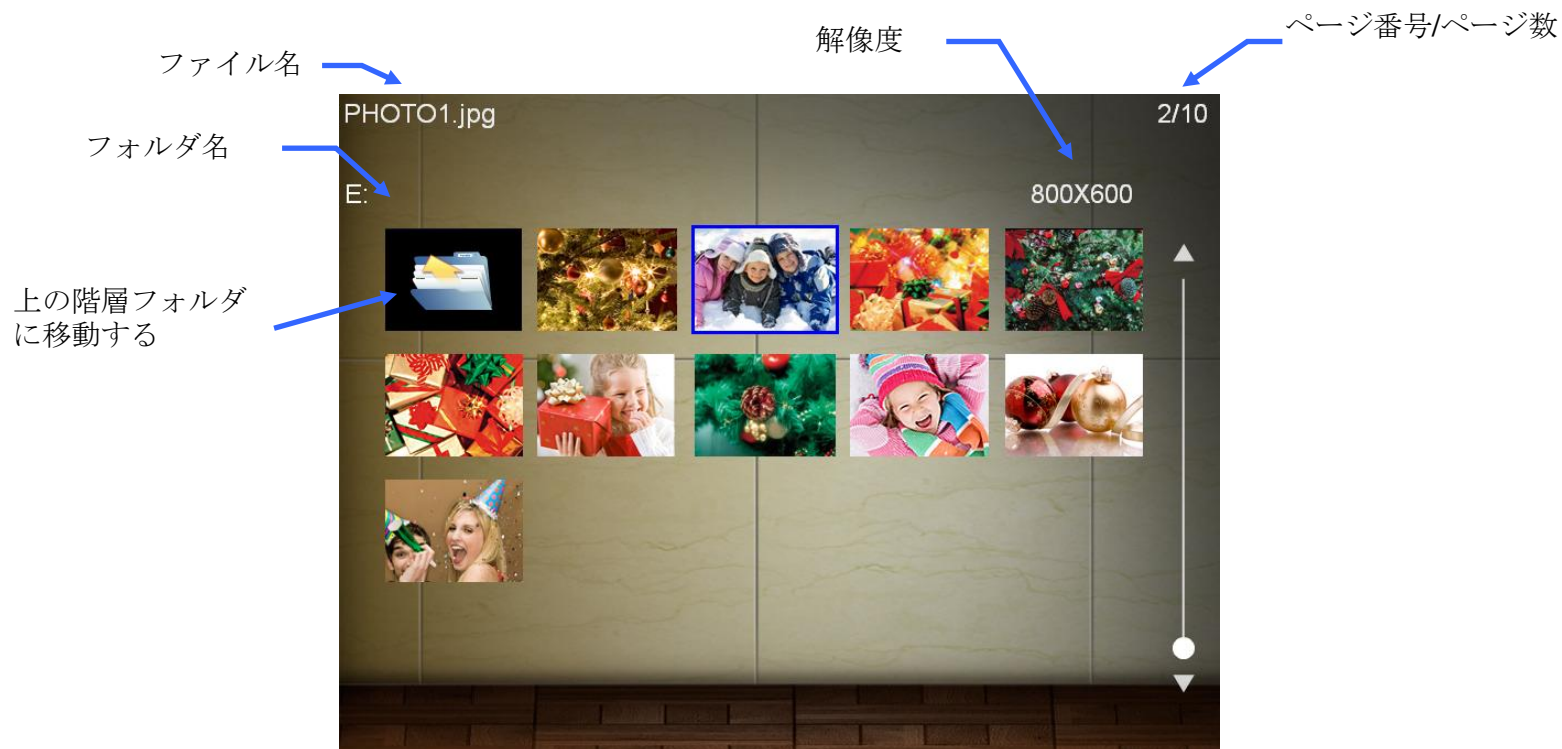 ページ番号/ページ数
解像度
ファイル名
PHOTO1.jpg
2/10
フォルダ名
E:
800X600
上の階層フォルダ
に移動する